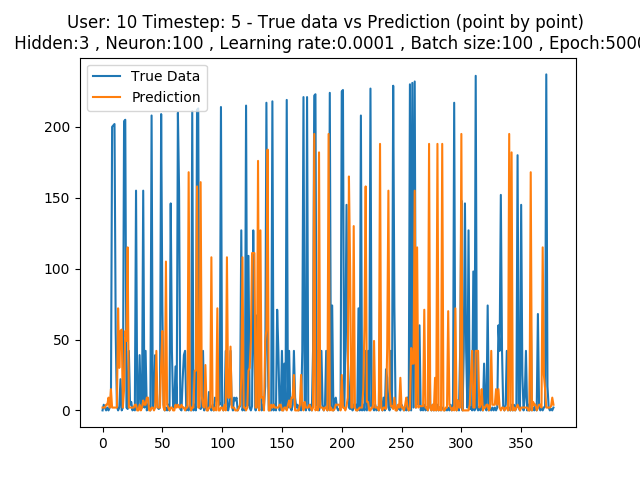 User: 10 Timestep: 5 - True data vs Prediction (point by point)
Hidden:3 , Neuron:100 , Learning rate:0.0001 , Batch size:100 , Epoch:5000
True Data
Prediction
200
150
100
50
0
0 50 100 150 200 250 300 350